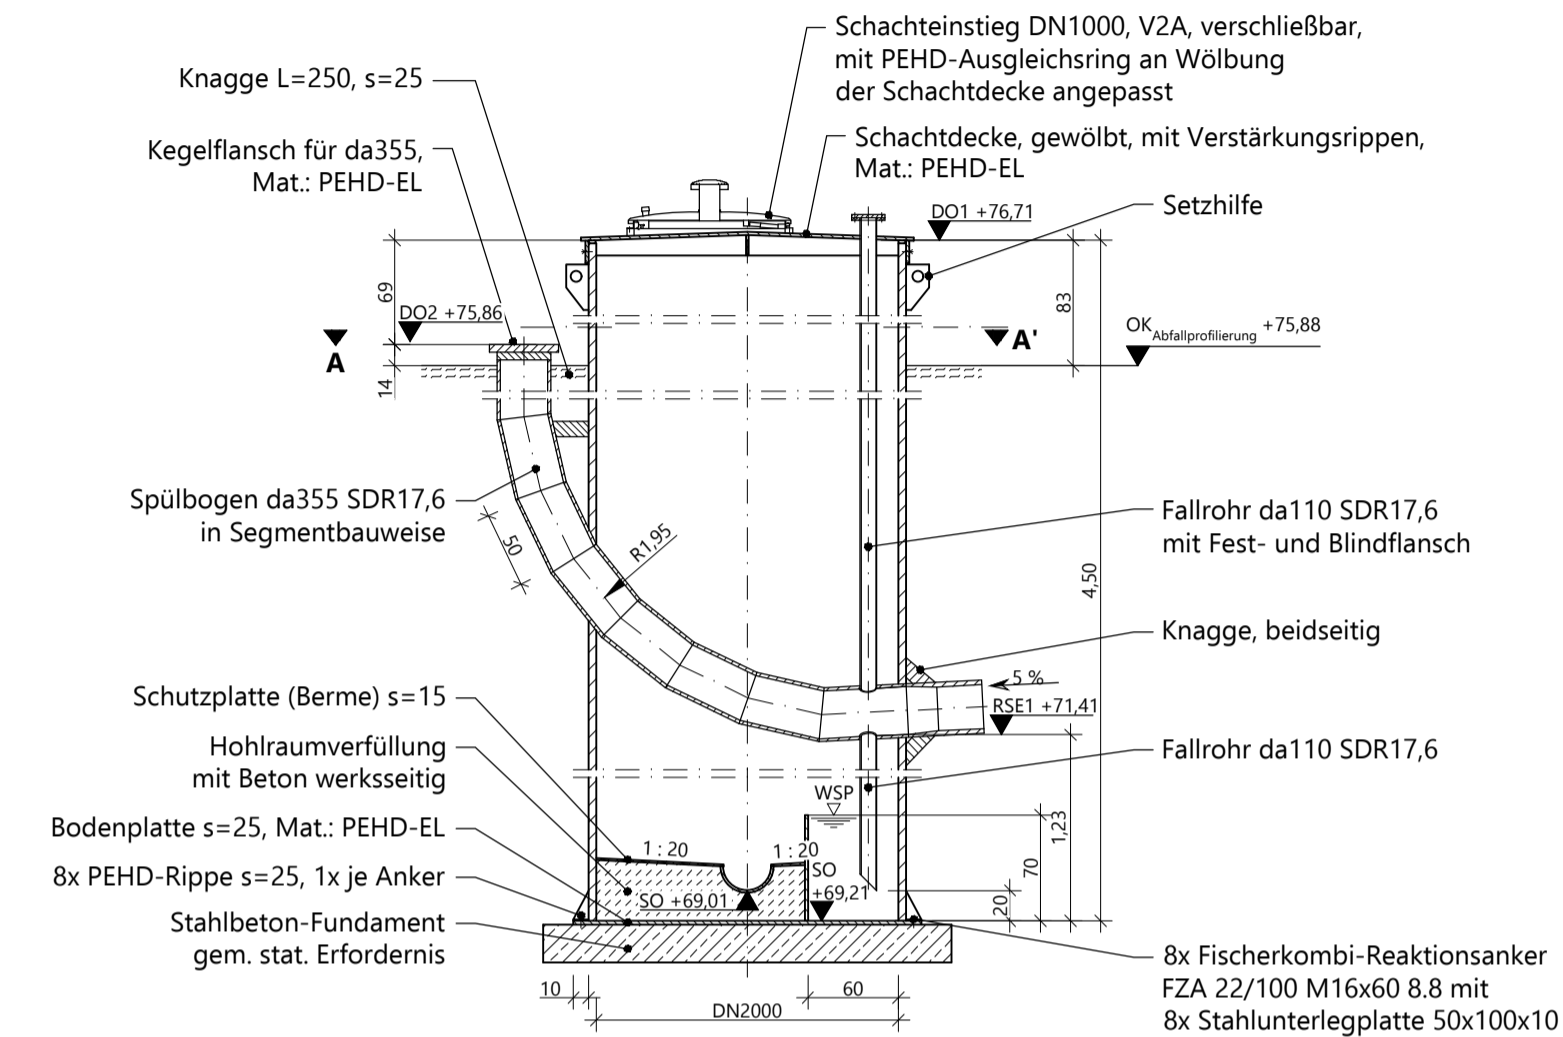 Schachteinstieg DN1000, V2A, verschließbar,
mit PEHD-Ausgleichsring an Wölbung
der Schachtdecke angepasst
Knagge L=250, s=25
Kegelflansch für da355,
Mat.: PEHD-EL
Schachtdecke, gewölbt, mit Verstärkungsrippen,
Mat.: PEHD-EL
Setzhilfe
DO1 +76,71
69
DO2 +75,86
83
OK Abfallprofilierung +75,88
A
A'
14
Spülbogen da355 SDR17,6
in Segmentbauweise
50
R1,95
Fallrohr da110 SDR17,6
mit Fest- und Blindflansch
4,50
Knagge, beidseitig
5 %
RSE1 +71,41
Schutzplatte (Berme) s=15
Hohlraumverfüllung
mit Beton werksseitig
Fallrohr da110 SDR17,6
WSP
Bodenplatte s=25, Mat.: PEHD-EL
1 : 20
1 : 20
1,23
70
8x PEHD-Rippe s=25, 1x je Anker
SO
+69,21
SO +69,01
20
Stahlbeton-Fundament
gem. stat. Erfordernis
8x Fischerkombi-Reaktionsanker
FZA 22/100 M16x60 8.8 mit
8x Stahlunterlegplatte 50x100x10
10
60
DN2000